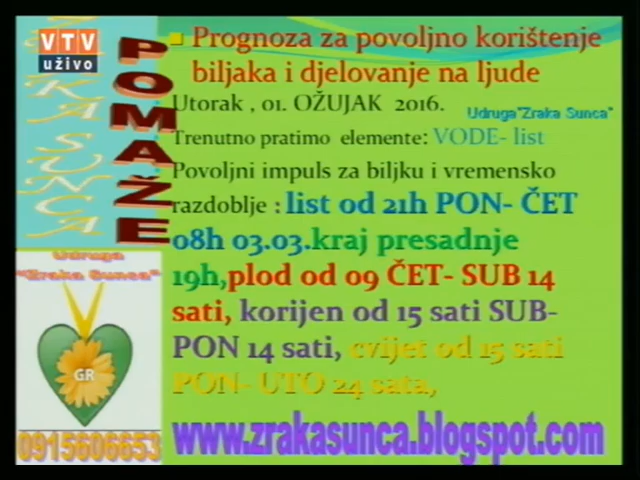 VTV
uživo
ZRAKA SUNCA
POMAŽE
Prognoza za povoljno korištenje
biljaka i djelovanje na ljude
Utorak , 01. OŽUJAK 2016.
Udruga"Zraka Sunca"
Trenutno pratimo elemente: VODE- list
Povoljni impuls za biljku i vremensko
razdoblje : list od 21h PON- ČET
08h 03.03.kraj presadnje
19h,plod od 09 ČET- SUB 14
sati, korijen od 15 sati SUB-
PON 14 sati, cvijet od 15 sati
PON- UTO 24 sata,
www.zrakasunca.blogspot.com
Udruga
"Zraka Sunca"
GR
0915606653